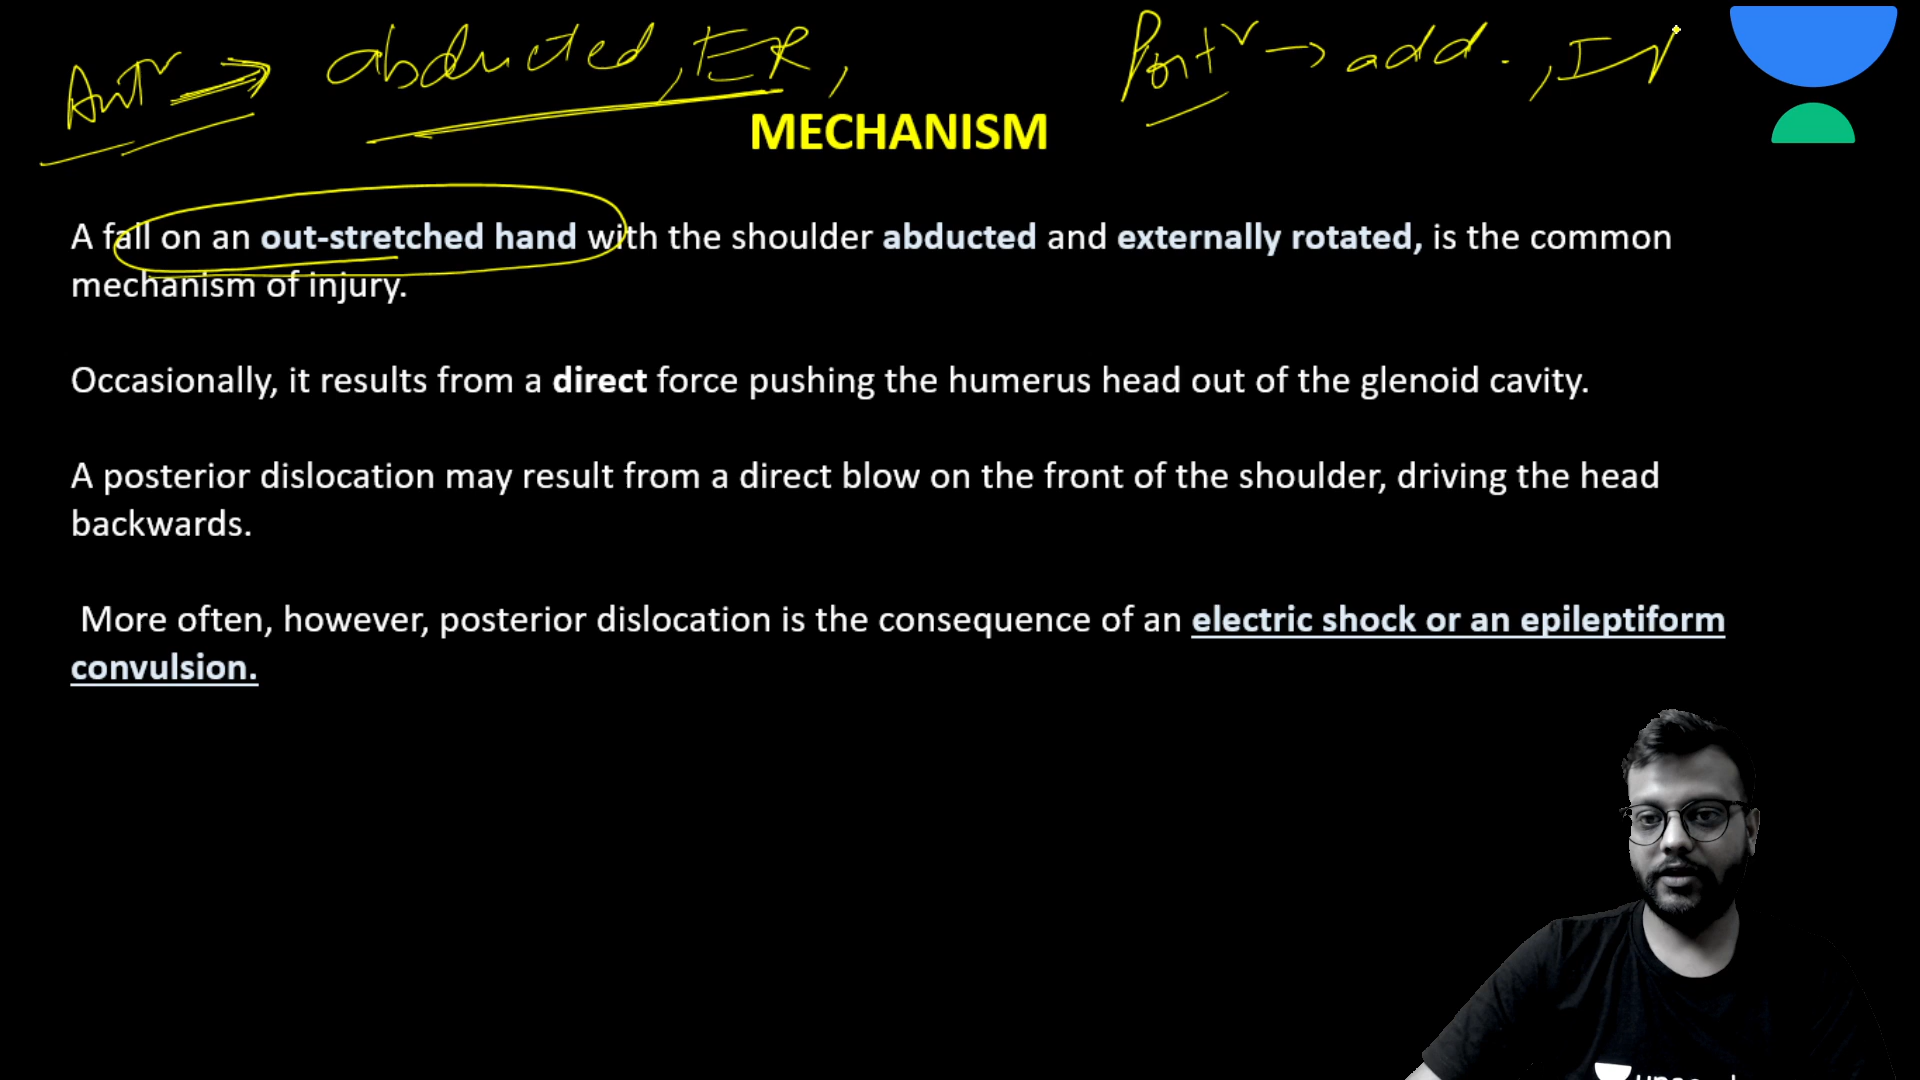 Antr → abducted, ER,
Postr → add., I
MECHANISM
A fall on an out-stretched hand with the shoulder abducted and externally rotated, is the common
mechanism of injury.
Occasionally, it results from a direct force pushing the humerus head out of the glenoid cavity.
A posterior dislocation may result from a direct blow on the front of the shoulder, driving the head
backwards.
More often, however, posterior dislocation is the consequence of an electric shock or an epileptiform
convulsion.